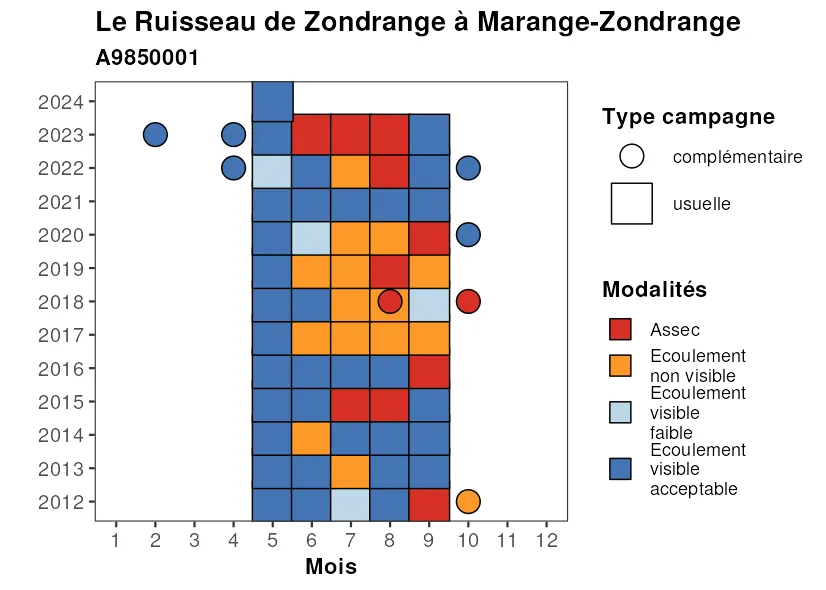 Le Ruisseau de Zondrange à Marange-Zondrange
A9850001
2024
2023
2022
2021
2020
2019
2018
2017
2016
2015
2014
2013
2012
1 2 3 4 5 6 7 8 9 10 11 12
Mois
Type campagne
complémentaire
usuelle
Modalités
Assec
Ecoulement
non visible
Ecoulement
visible
faible
Ecoulement
visible
acceptable